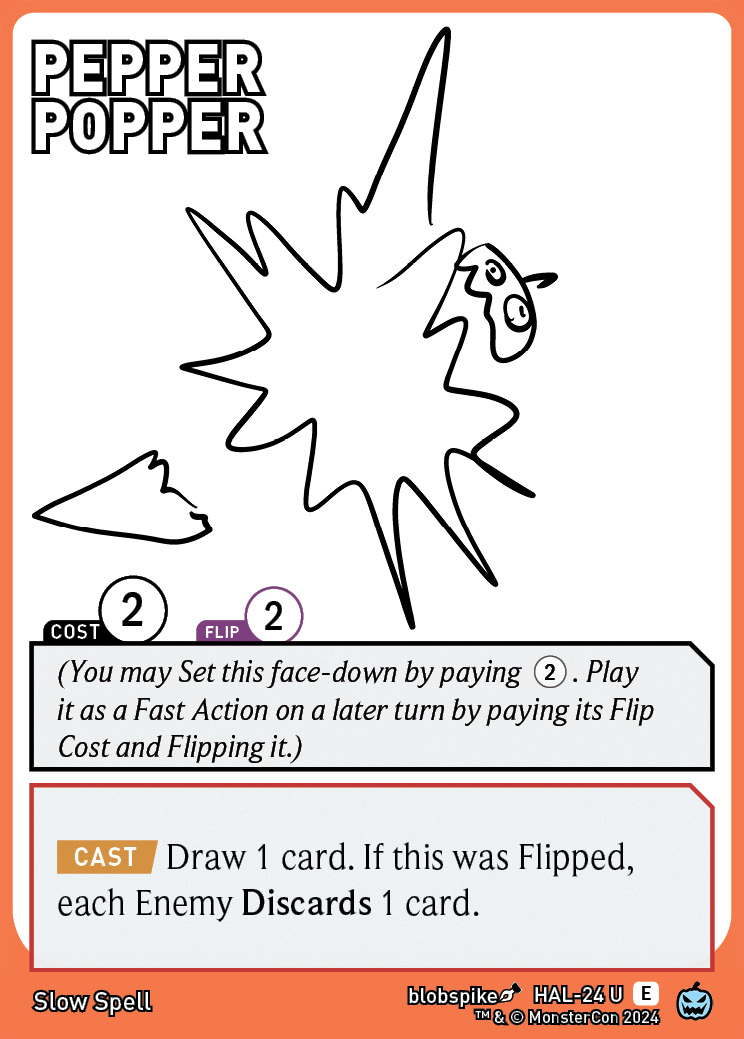 PEPPER
POPPER
COST 2 FLIP 2
(You may Set this face-down by paying 2. Play
it as a Fast Action on a later turn by paying its Flip
Cost and Flipping it.)
CAST Draw 1 card. If this was Flipped,
each Enemy Discards 1 card.
Slow Spell
blobspike HAL-24 U E
™ & © MonsterCon 2024